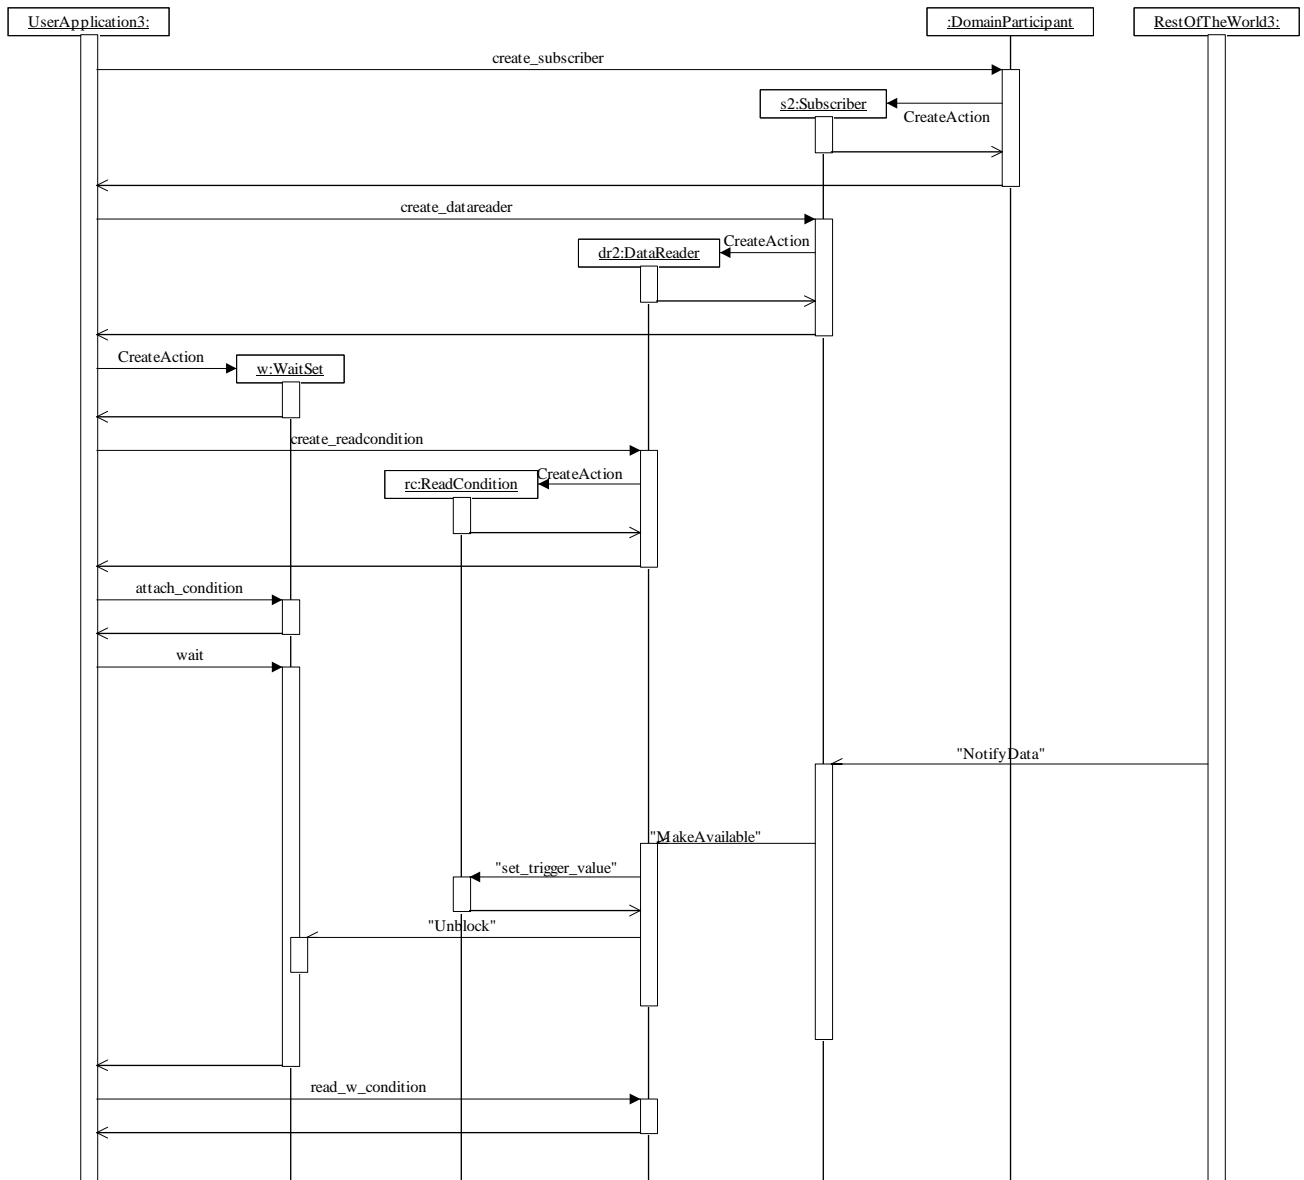 UserApplication3:
:DomainParticipant
RestOfTheWorld3:
create_subscriber
s2:Subscriber
CreateAction
create_datareader
CreateAction
dr2:DataReader
CreateAction
w:WaitSet
create_readcondition
CreateAction
rc:ReadCondition
attach_condition
wait
"NotifyData"
"MakeAvailable"
"set_trigger_value"
"Unblock"
read_w_condition